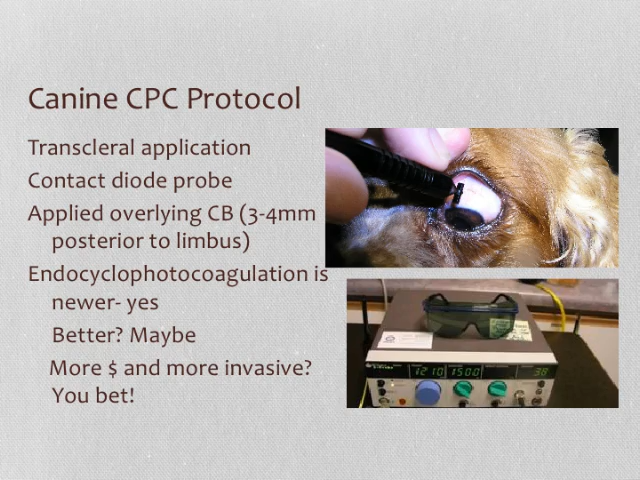 Canine CPC Protocol
Transcleral application
Contact diode probe
Applied overlying CB (3-4mm
posterior to limbus)
Endocyclophotocoagulation is
newer- yes
Better? Maybe
More $ and more invasive?
You bet!
1210 1500 38